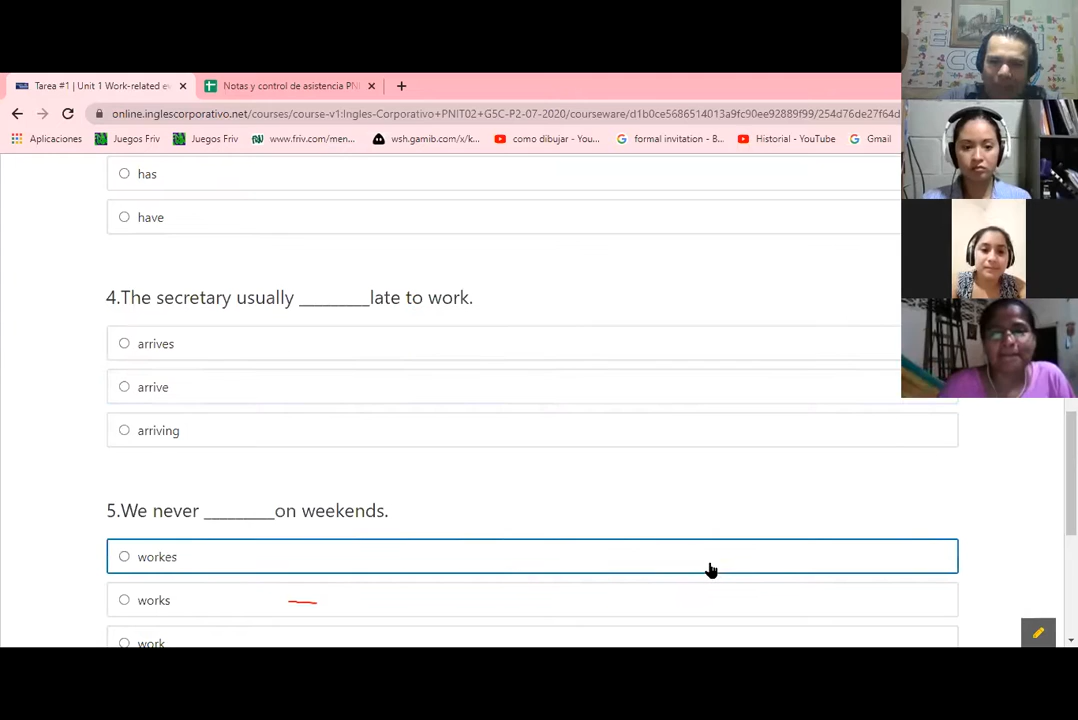 Tarea #1 | Unit 1 Work-related e
Notas y control de asistencia PNI
online.inglescorporativo.net/courses/course-v1:Ingles-Corporativo+PNIT02+G5C-P2-07-2020/courseware/d1b0ce5686514013a9fc90ee92889f99/254d76de27f64d
Aplicaciones
Juegos Friv
Juegos Friv
www.friv.com/men...
wsh.gamib.com/x/k...
como dibujar - You...
formal invitation - B...
Historial - YouTube
Gmail
has
have
4.The secretary usually ________late to work.
arrives
arrive
arriving
5.We never ________on weekends.
workes
works
work